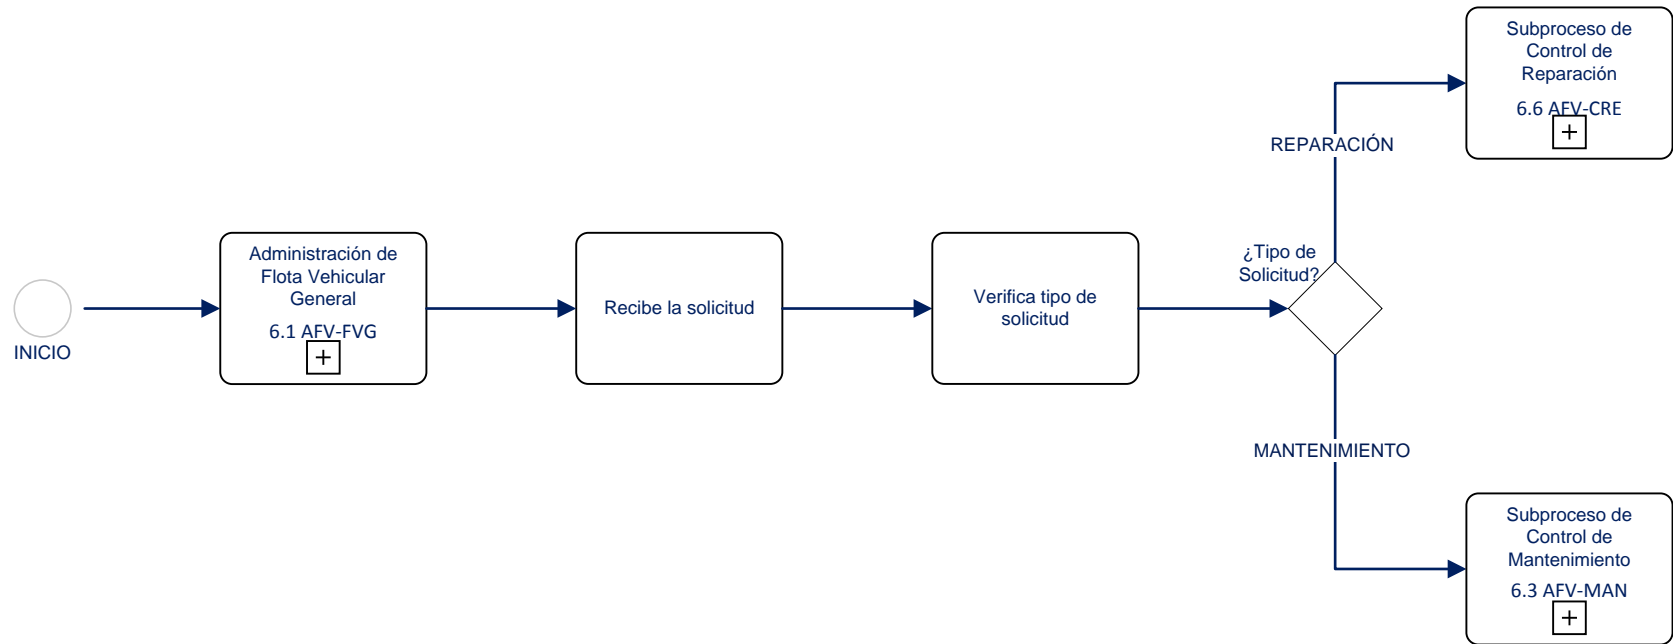 INICIO
Administración de
Flota Vehicular
General
6.1 AFV-FVG
Recibe la solicitud
Verifica tipo de
solicitud
¿Tipo de
Solicitud?
REPARACIÓN
Subproceso de
Control de
Reparación
6.6 AFV-CRE
MANTENIMIENTO
Subproceso de
Control de
Mantenimiento
6.3 AFV-MAN